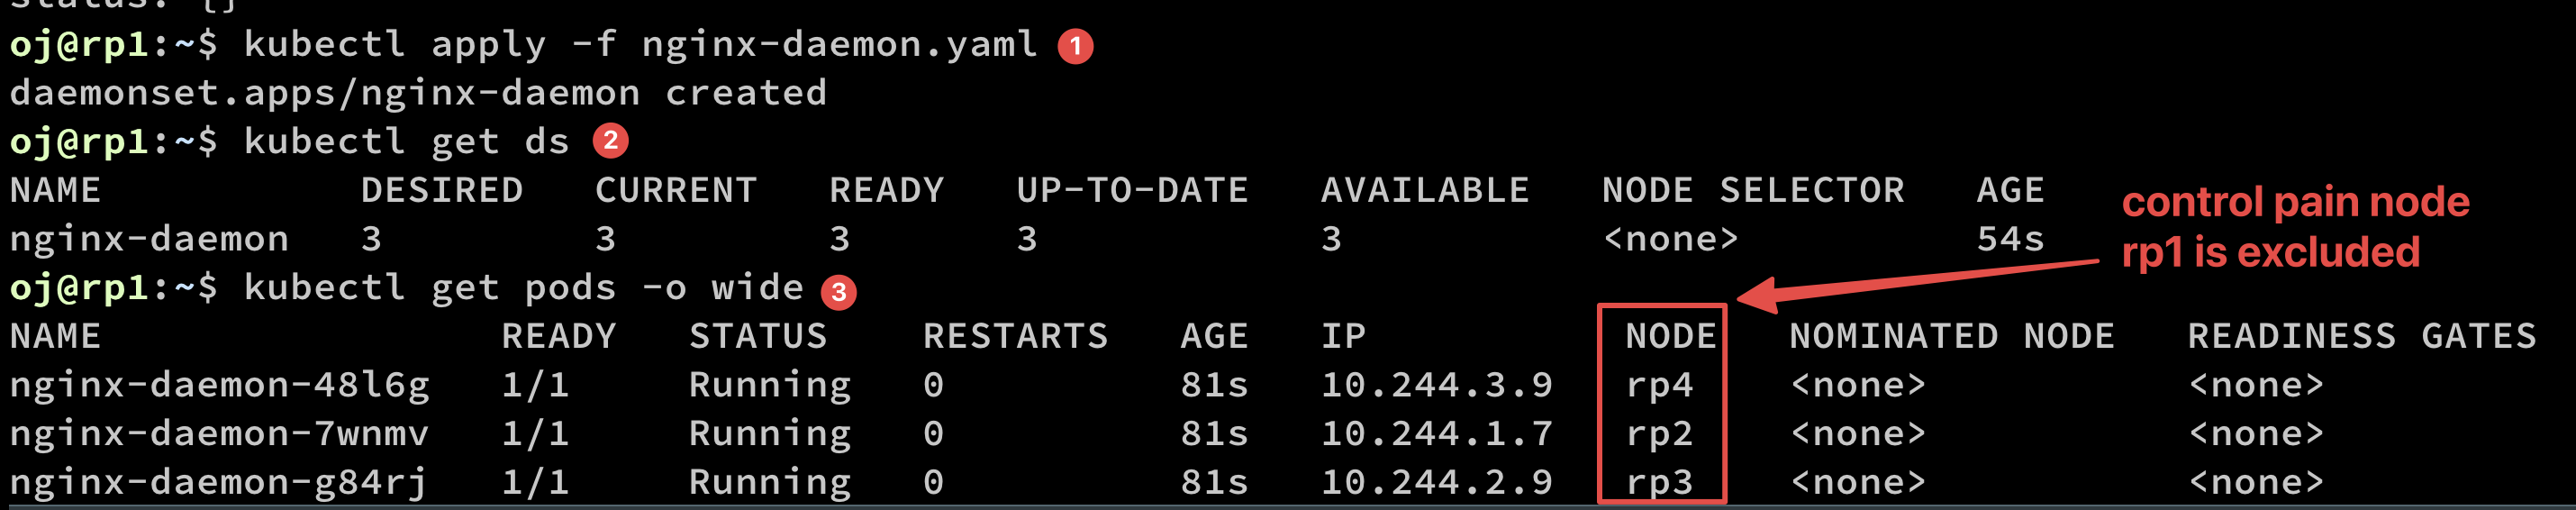 status: {}
oj@rp1:~$ kubectl apply -f nginx-daemon.yaml 1
daemonset.apps/nginx-daemon created
oj@rp1:~$ kubectl get ds 2
NAME DESIRED CURRENT READY UP-TO-DATE AVAILABLE NODE SELECTOR AGE
nginx-daemon 3 3 3 3 3 <none> 54s
control pain node
rp1 is excluded
oj@rp1:~$ kubectl get pods -o wide 3
NAME READY STATUS RESTARTS AGE IP NODE NOMINATED NODE READINESS GATES
nginx-daemon-48l6g 1/1 Running 0 81s 10.244.3.9 rp4 <none> <none>
nginx-daemon-7wnmv 1/1 Running 0 81s 10.244.1.7 rp2 <none> <none>
nginx-daemon-g84rj 1/1 Running 0 81s 10.244.2.9 rp3 <none> <none>